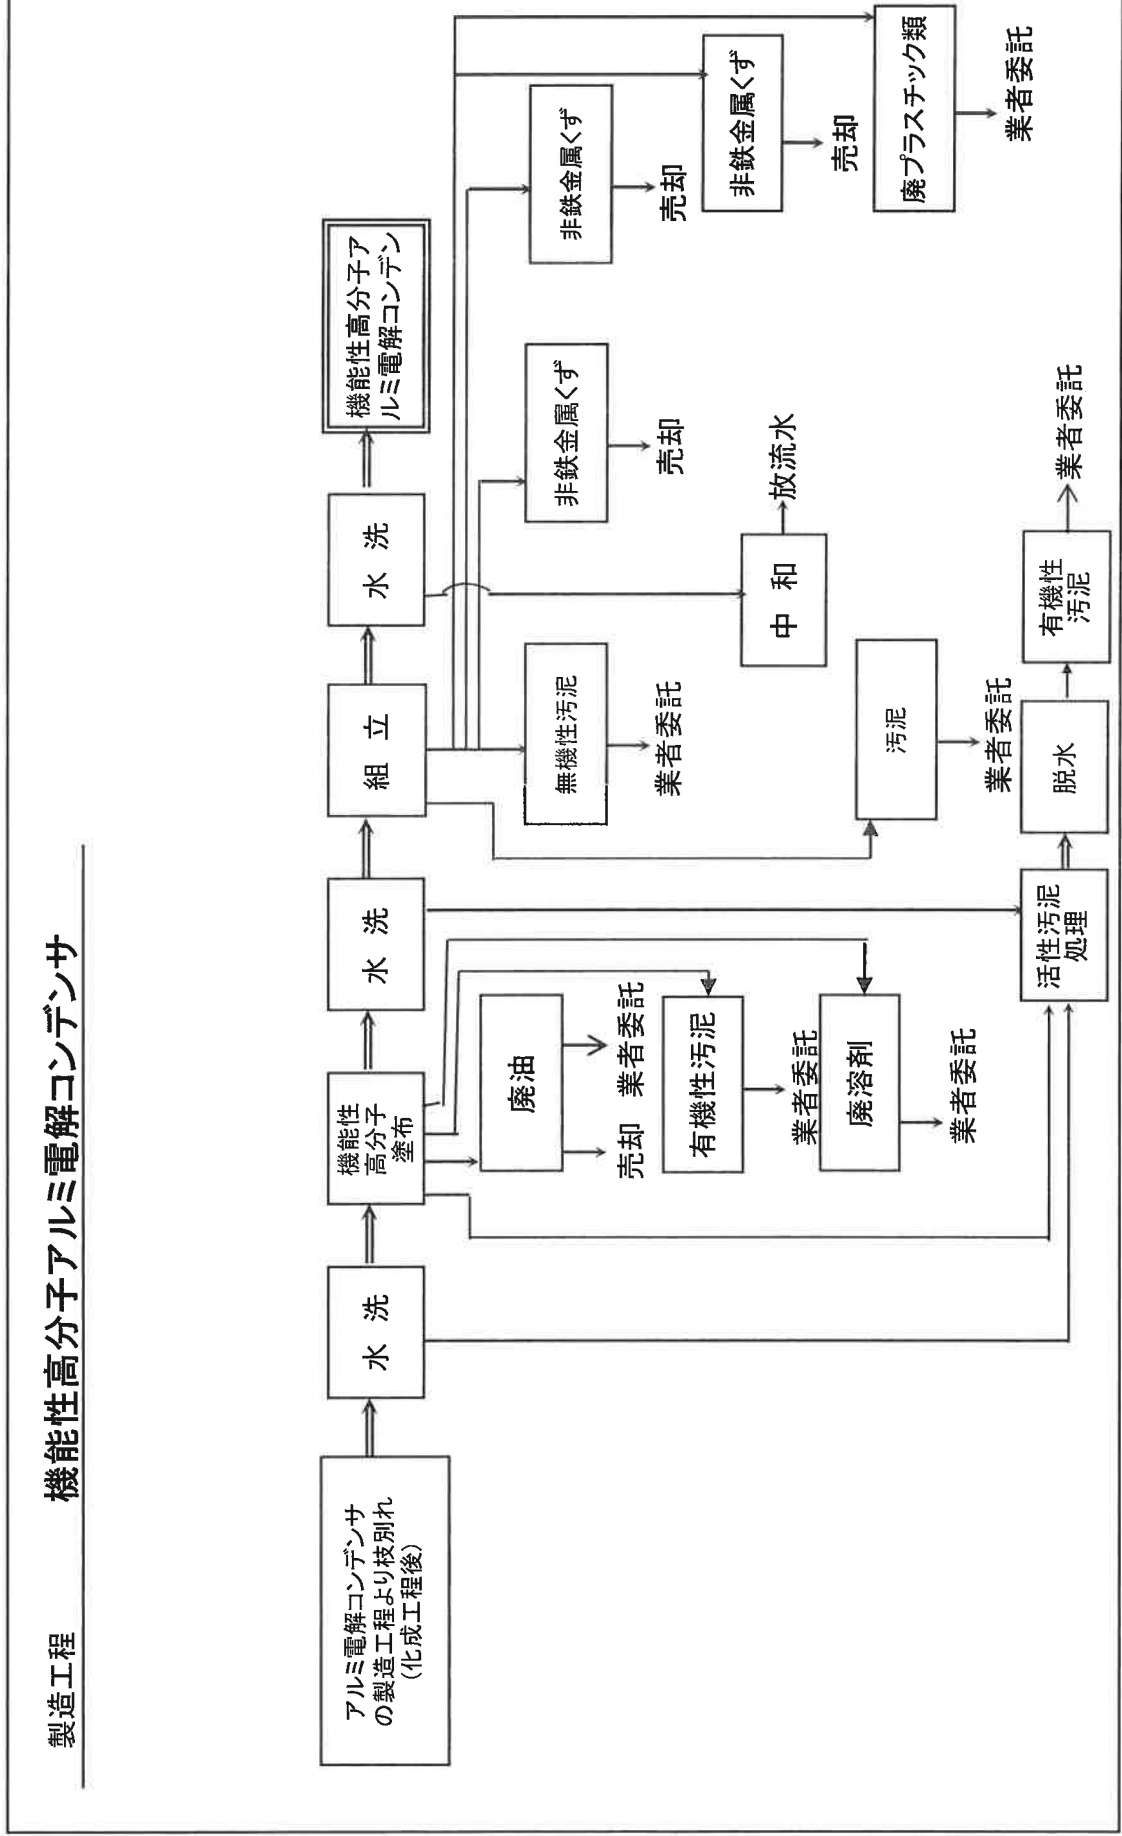 製造工程 機能性高分子アルミ電解コンデンサ
アルミ電解コンデンサ
の製造工程より枝別れ
(化成工程後)
水 洗
機能性
高分子
塗布
水 洗
組 立
水 洗
機能性高分子ア
ルミ電解コンデン
廃油
売却
業者委託
有機性汚泥
業者委託
廃溶剤
業者委託
無機性汚泥
業者委託
非鉄金属くず
売却
非鉄金属くず
売却
非鉄金属くず
売却
廃プラスチック類
業者委託
中 和
放流水
汚泥
業者委託
活性汚泥
処理
脱水
有機性
汚泥
業者委託